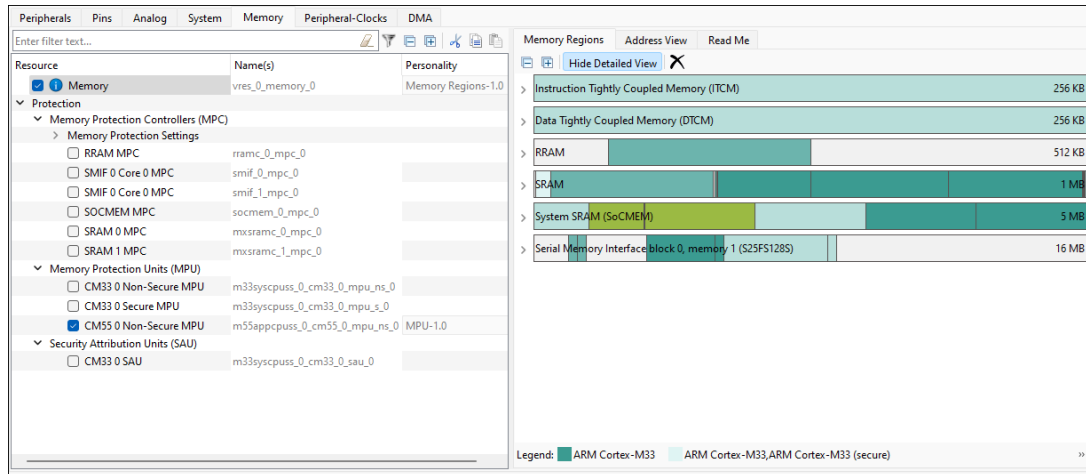 Peripherals Pins Analog System Memory Peripheral-Clocks DMA
Enter filter text...
Resource Name(s) Personality
Memory vres_0_memory_0 Memory Regions-1.0
Protection
Memory Protection Controllers (MPC)
Memory Protection Settings
RRAM MPC rramc_0_mpc_0
SMIF 0 Core 0 MPC smif_0_mpc_0
SMIF 0 Core 0 MPC smif_1_mpc_0
SOCMEM MPC socmem_0_mpc_0
SRAM 0 MPC mxsramc_0_mpc_0
SRAM 1 MPC mxsramc_1_mpc_0
Memory Protection Units (MPU)
CM33 0 Non-Secure MPU m33syscpuss_0_cm33_0_mpu_ns_0
CM33 0 Secure MPU m33syscpuss_0_cm33_0_mpu_s_0
CM55 0 Non-Secure MPU m55appcpuss_0_cm55_0_mpu_ns_0 MPU-1.0
Security Attribution Units (SAU)
CM33 0 SAU m33syscpuss_0_cm33_0_sau_0
Memory Regions Address View Read Me
Hide Detailed View
Instruction Tightly Coupled Memory (ITCM) 256 KB
Data Tightly Coupled Memory (DTCM) 256 KB
RRAM 512 KB
SRAM 1 MB
System SRAM (SoCMEM) 5 MB
Serial Memory Interface block 0, memory 1 (S25FS128S) 16 MB
Legend: ARM Cortex-M33 ARM Cortex-M33,ARM Cortex-M33 (secure) »